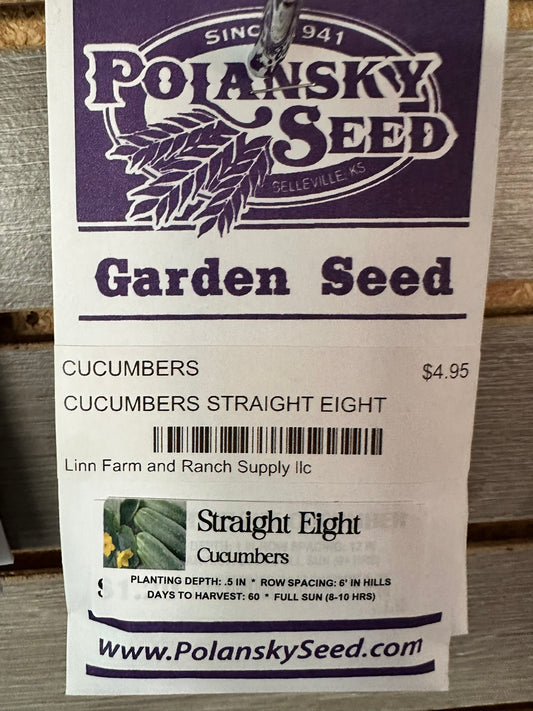 SINC 1941
POLANSKY
SEED
BELLEVILLE, KS
Garden Seed
CUCUMBERS $4.95
CUCUMBERS STRAIGHT EIGHT
Linn Farm and Ranch Supply llc
Straight Eight
Cucumbers
PLANTING DEPTH: .5 IN * ROW SPACING: 6' IN HILLS
DAYS TO HARVEST: 60 * FULL SUN (8-10 HRS)
www.PolanskySeed.com